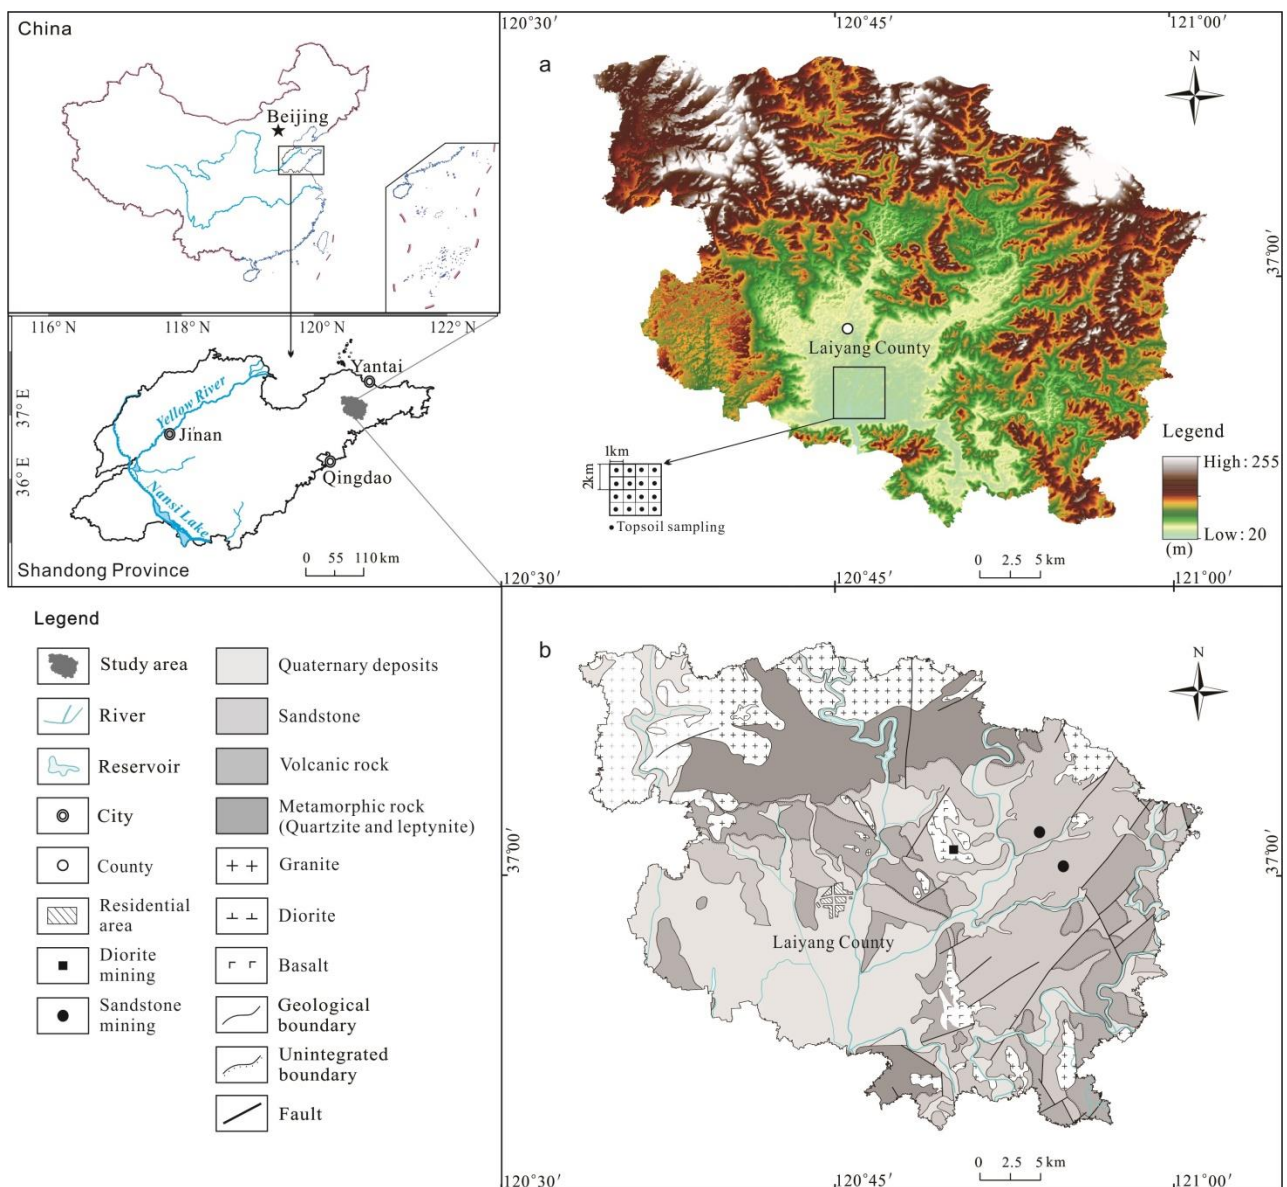 China
Beijing
116° N
118° N
120° N
122° N
37° E
36° E
Yantai
Yellow River
Jinan
Qingdao
Nansi Lake
0 55 110 km
Shandong Province
120°30′
120°45′
121°00′
a
N
37°00′
Laiyang County
1km
2km
Topsoil sampling
Legend
High: 255
Low: 20
(m)
0 2.5 5 km
120°30′
120°45′
121°00′
Legend
Study area
River
Reservoir
City
County
Residential
area
Diorite
mining
Sandstone
mining
Quaternary deposits
Sandstone
Volcanic rock
Metamorphic rock
(Quartzite and leptynite)
Granite
Diorite
Basalt
Geological
boundary
Unintegrated
boundary
Fault
b
N
37°00′
Laiyang County
0 2.5 5 km
120°30′
120°45′
121°00′